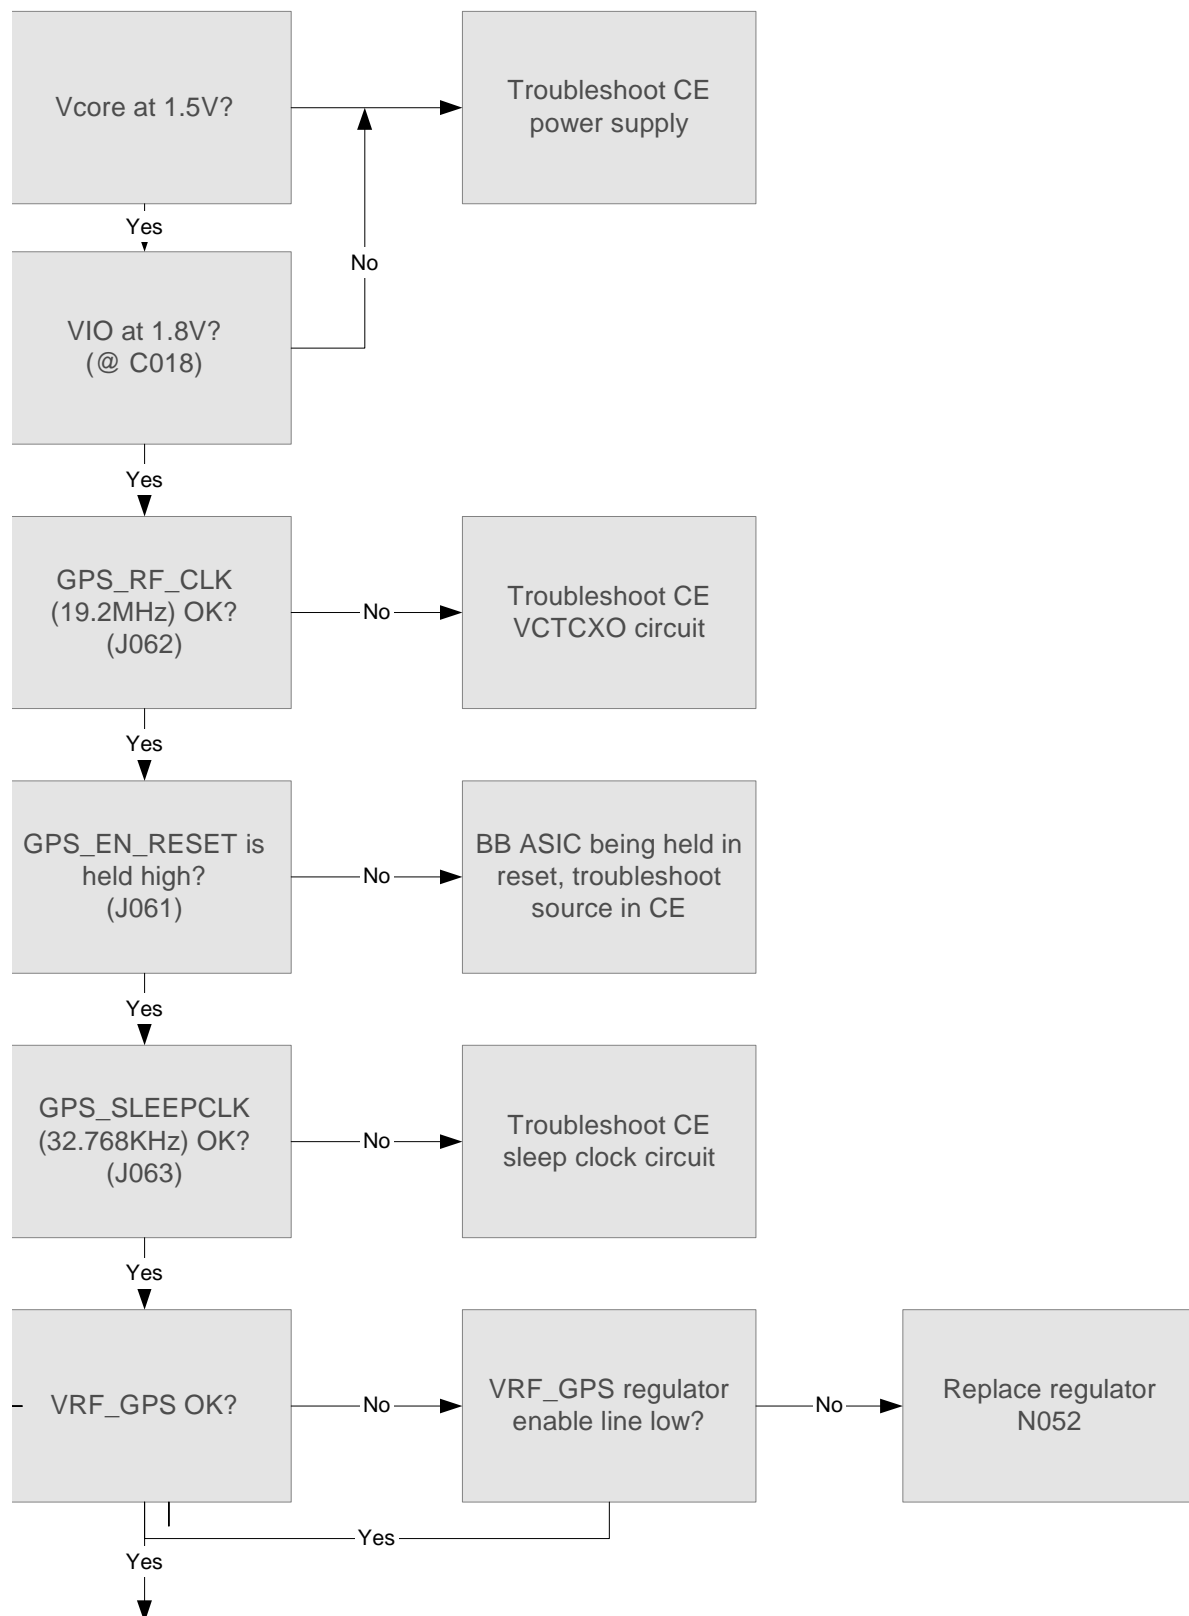 Vcore at 1.5V?
Troubleshoot CE
power supply
Yes
No
VIO at 1.8V?
(@ C018)
Yes
GPS_RF_CLK
(19.2MHz) OK?
(J062)
No
Troubleshoot CE
VCTCXO circuit
Yes
GPS_EN_RESET is
held high?
(J061)
No
BB ASIC being held in
reset, troubleshoot
source in CE
Yes
GPS_SLEEPCLK
(32.768KHz) OK?
(J063)
No
Troubleshoot CE
sleep clock circuit
Yes
VRF_GPS OK?
No
VRF_GPS regulator
enable line low?
No
Replace regulator
N052
Yes
Yes